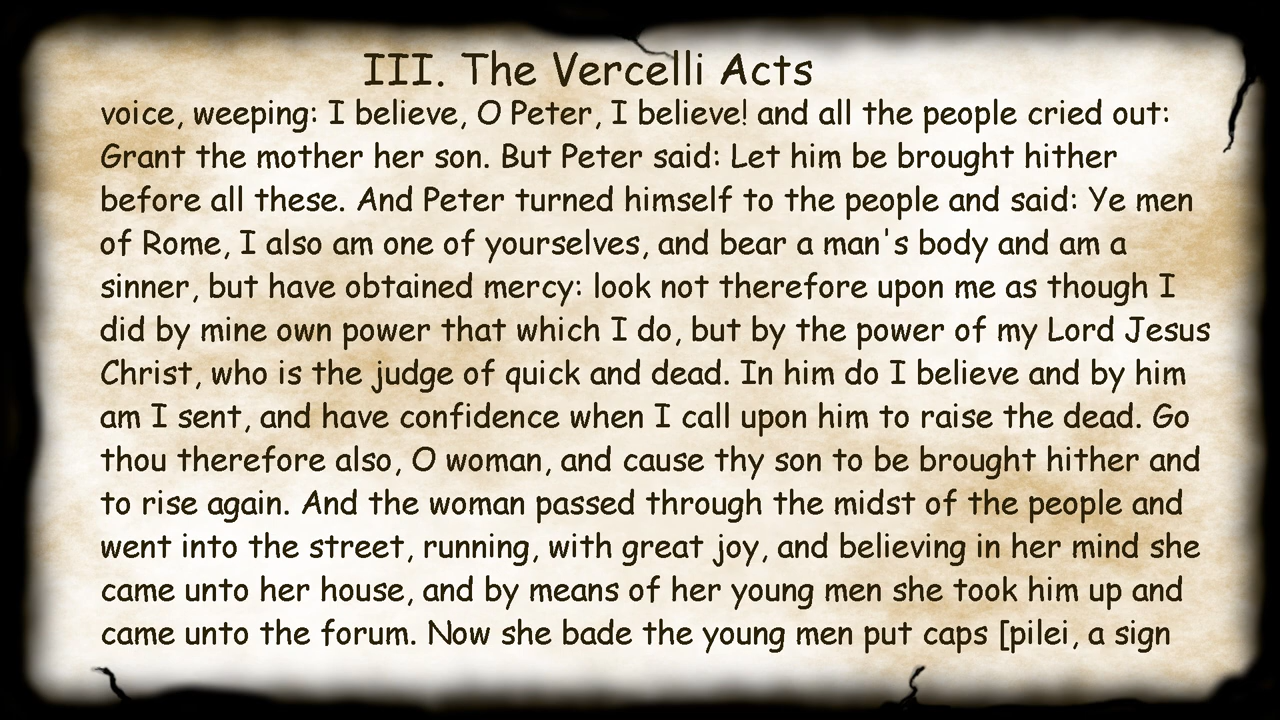 III. The Vercelli Acts
voice, weeping: I believe, O Peter, I believe! and all the people cried out:
Grant the mother her son. But Peter said: Let him be brought hither
before all these. And Peter turned himself to the people and said: Ye men
of Rome, I also am one of yourselves, and bear a man's body and am a
sinner, but have obtained mercy: look not therefore upon me as though I
did by mine own power that which I do, but by the power of my Lord Jesus
Christ, who is the judge of quick and dead. In him do I believe and by him
am I sent, and have confidence when I call upon him to raise the dead. Go
thou therefore also, O woman, and cause thy son to be brought hither and
to rise again. And the woman passed through the midst of the people and
went into the street, running, with great joy, and believing in her mind she
came unto her house, and by means of her young men she took him up and
came unto the forum. Now she bade the young men put caps [pilei, a sign